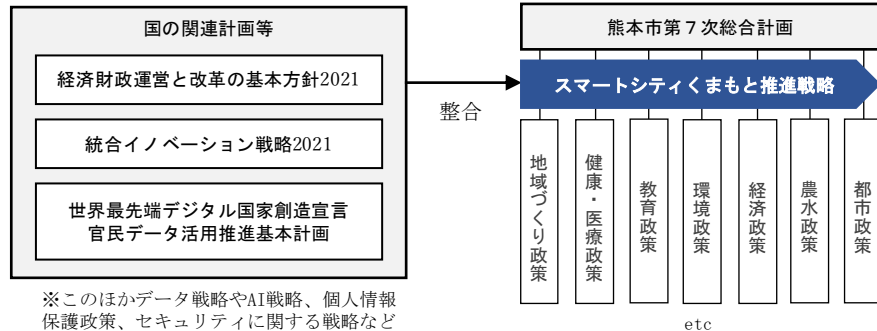 国の関連計画等
経済財政運営と改革の基本方針2021
統合イノベーション戦略2021
世界最先端デジタル国家創造宣言
官民データ活用推進基本計画
※このほかデータ戦略やAI戦略、個人情報
保護政策、セキュリティに関する戦略など
整合
熊本市第７次総合計画
スマートシティくまもと推進戦略
地域づくり政策
健康・医療政策
教育政策
環境政策
経済政策
農水政策
都市政策
etc